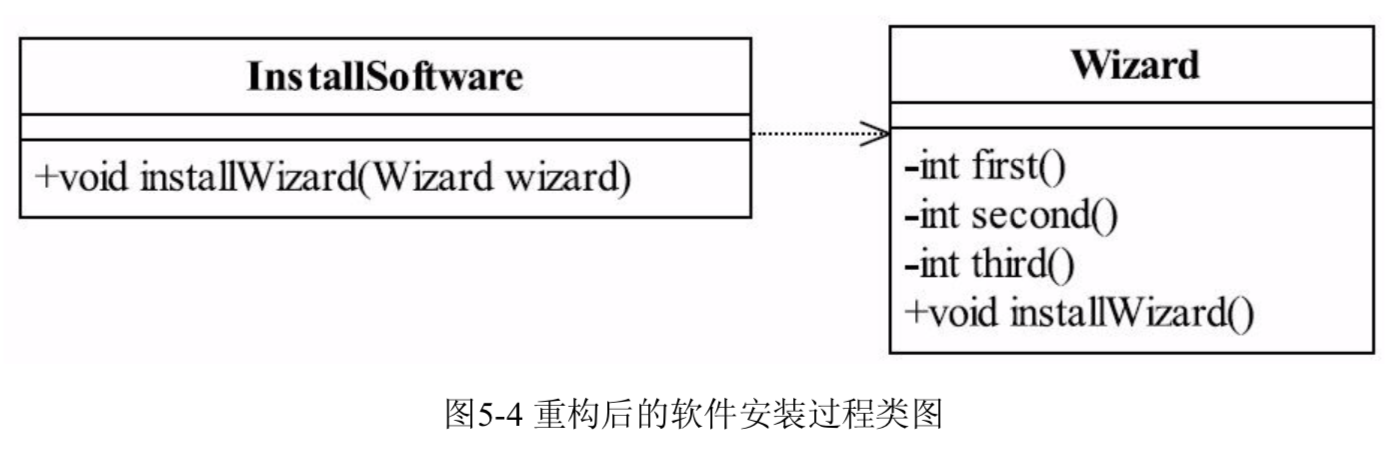 InstallSoftware
+void installWizard(Wizard wizard)
Wizard
-int first()
-int second()
-int third()
+void installWizard()
图5-4 重构后的软件安装过程类图